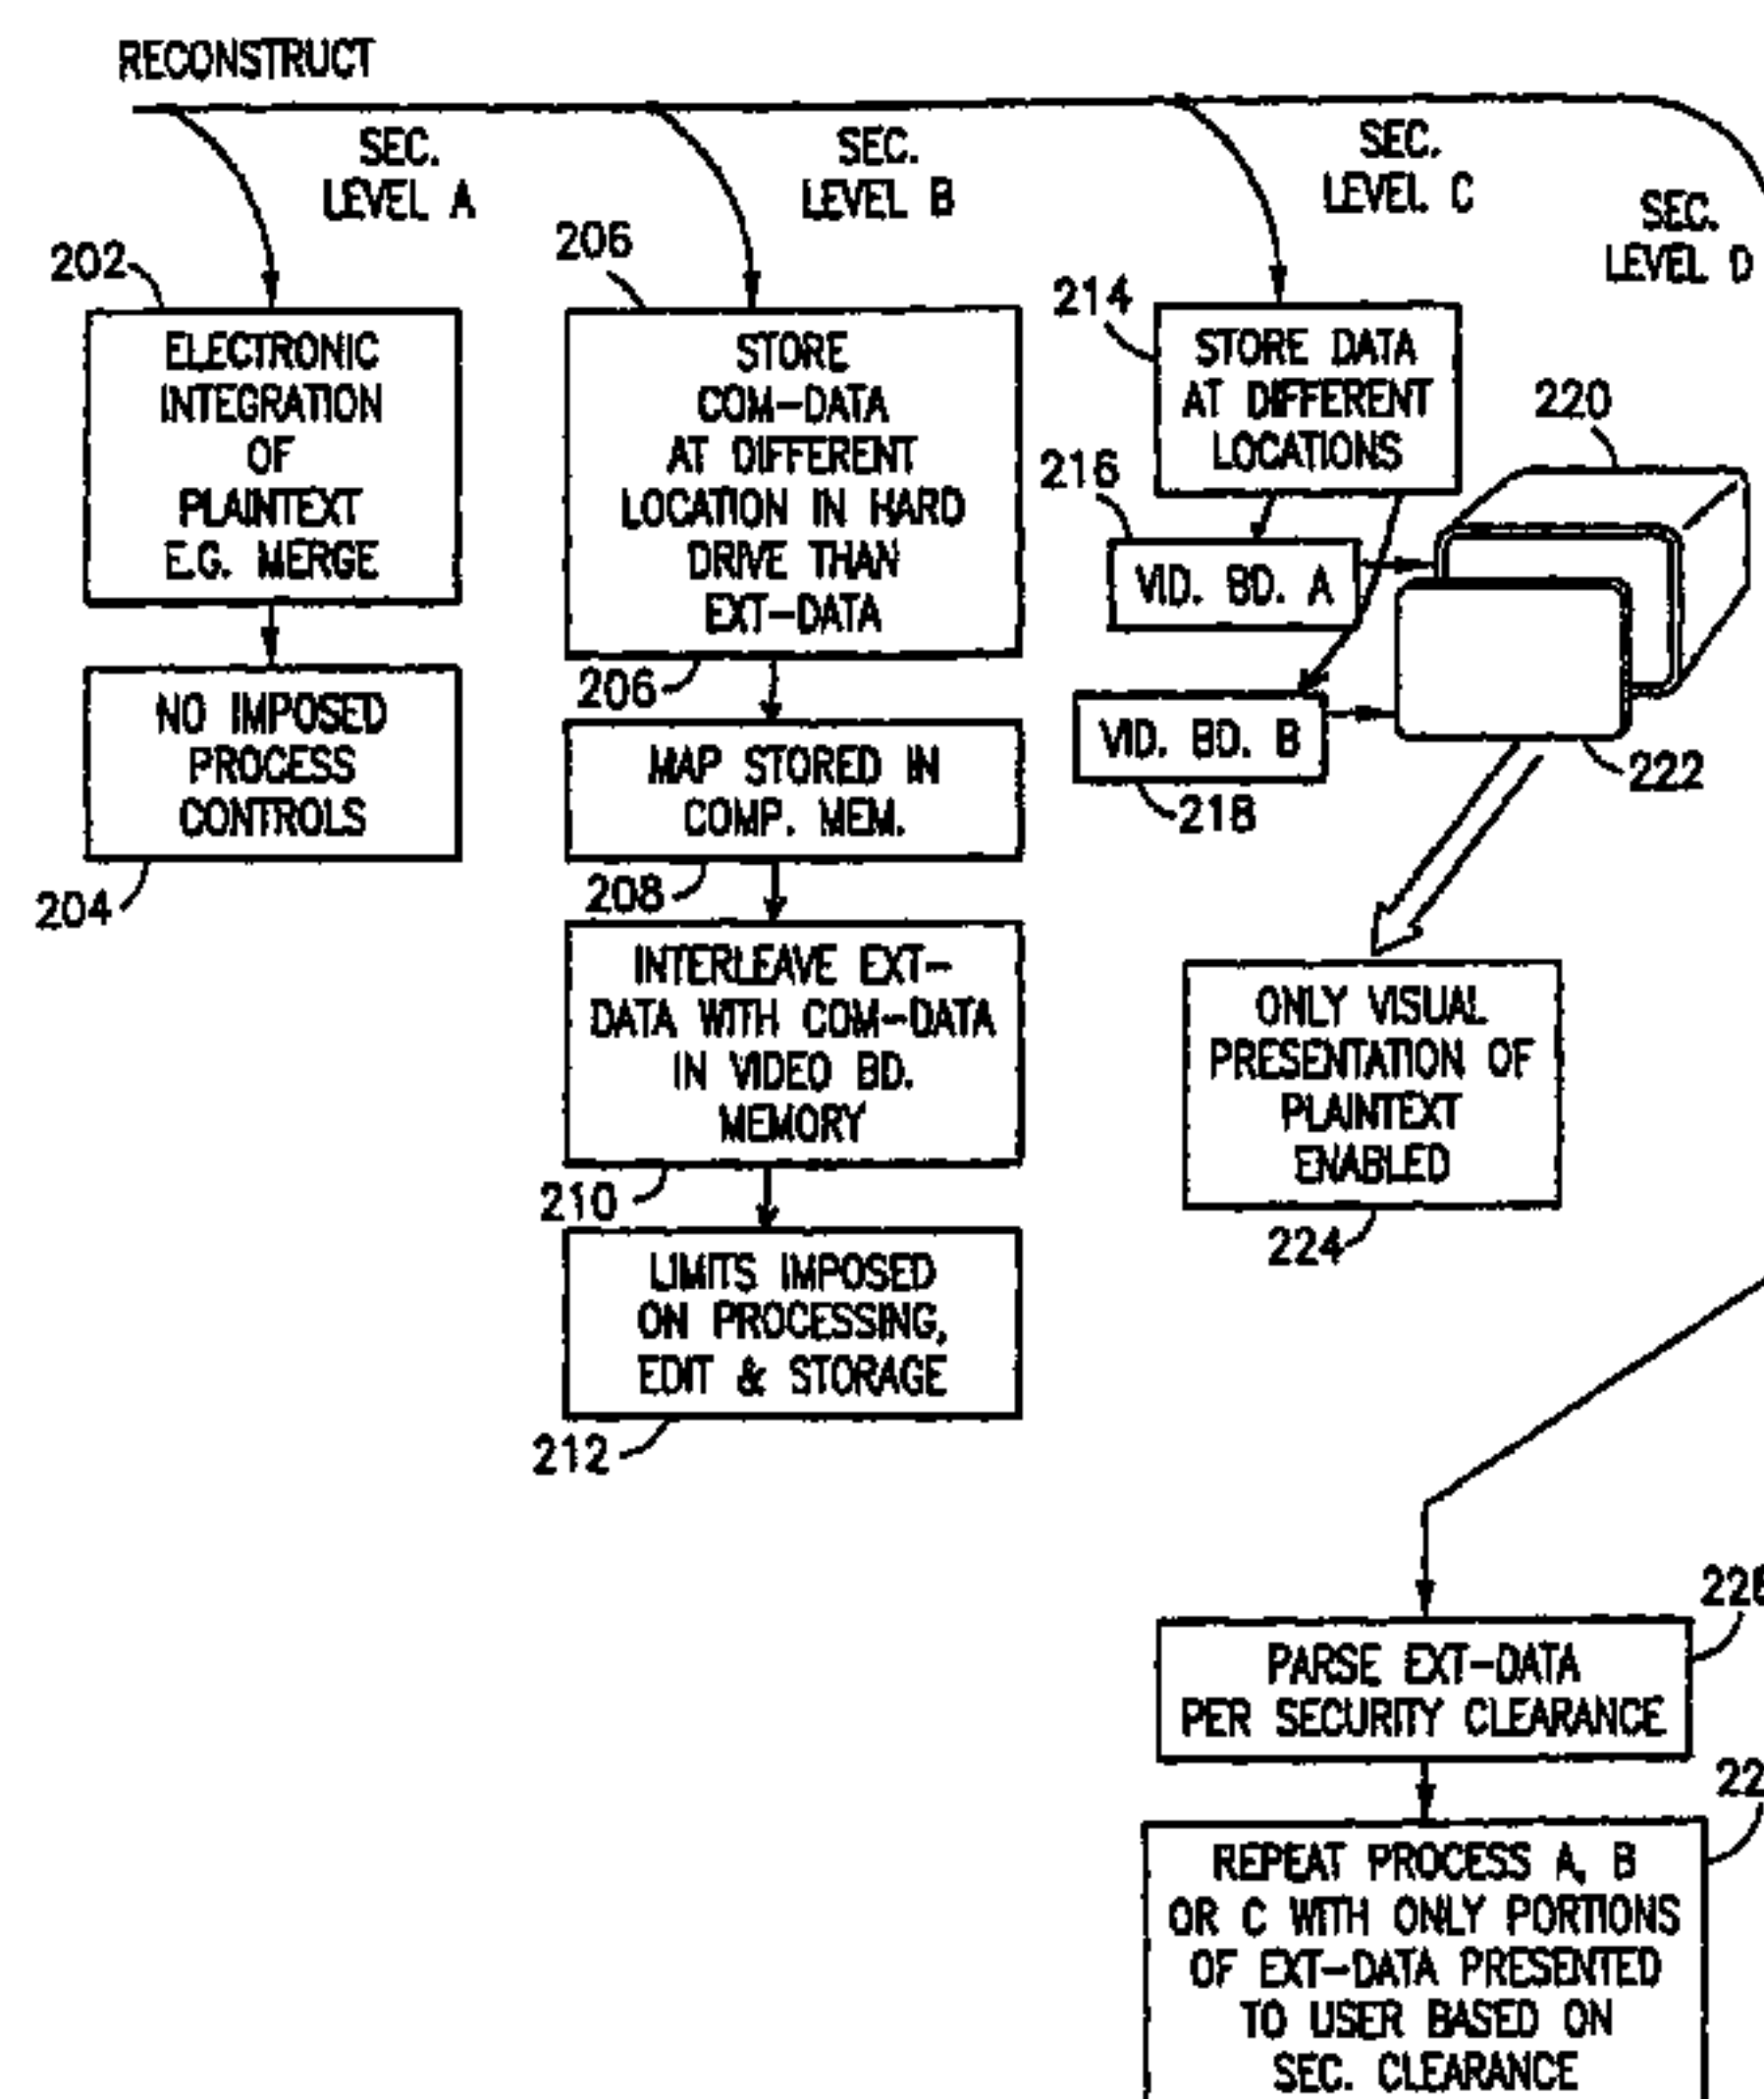 RECONSTRUCT
SEC.
LEVEL A
SEC.
LEVEL B
SEC.
LEVEL C
SEC.
LEVEL D
202
ELECTRONIC
INTEGRATION
OF
PLAINTEXT
E.G. MERGE
NO IMPOSED
PROCESS
CONTROLS
204
206
STORE
COM-DATA
AT DIFFERENT
LOCATION IN HARD
DRIVE THAN
EXT-DATA
206
MAP STORED IN
COMP. MEM.
208
INTERLEAVE EXT-
DATA WITH COM-DATA
IN VIDEO BD.
MEMORY
210
LIMITS IMPOSED
ON PROCESSING,
EDIT & STORAGE
212
214
STORE DATA
AT DIFFERENT
LOCATIONS
216
VID. BD. A
VID. BD. B
218
220
222
ONLY VISUAL
PRESENTATION OF
PLAINTEXT
ENABLED
224
PARSE EXT-DATA
PER SECURITY CLEARANCE
REPEAT PROCESS A, B
OR C WITH ONLY PORTIONS
OF EXT-DATA PRESENTED
TO USER BASED ON
SEC. CLEARANCE